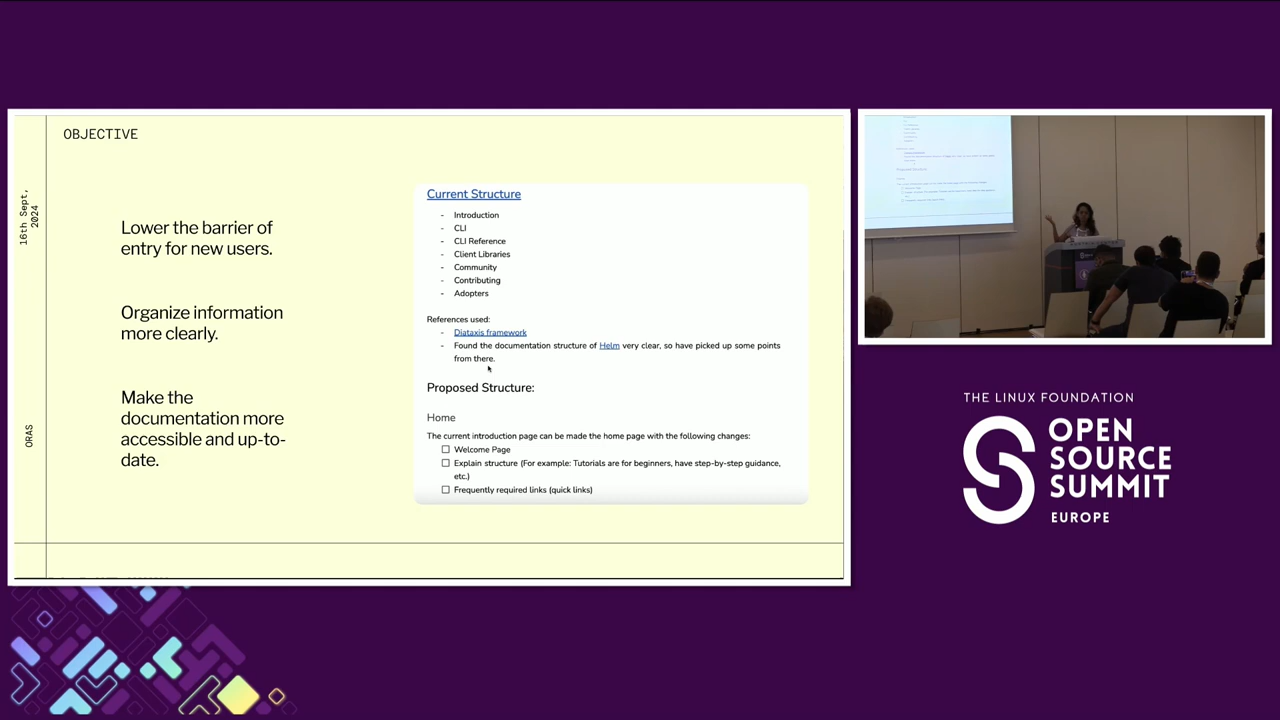 OBJECTIVE
16th Sept,
2024
ORAS
Lower the barrier of
entry for new users.
Organize information
more clearly.
Make the
documentation more
accessible and up-to-
date.
Current Structure
- Introduction
- CLI
- CLI Reference
- Client Libraries
- Community
- Contributing
- Adopters
References used:
- Diataxis framework
- Found the documentation structure of Helm very clear, so have picked up some points
from there.
Proposed Structure:
Home
The current introduction page can be made the home page with the following changes:
☐ Welcome Page
☐ Explain structure (For example: Tutorials are for beginners, have step-by-step guidance,
etc.)
☐ Frequently required links (quick links)
THE LINUX FOUNDATION
OPEN
SOURCE
SUMMIT
EUROPE